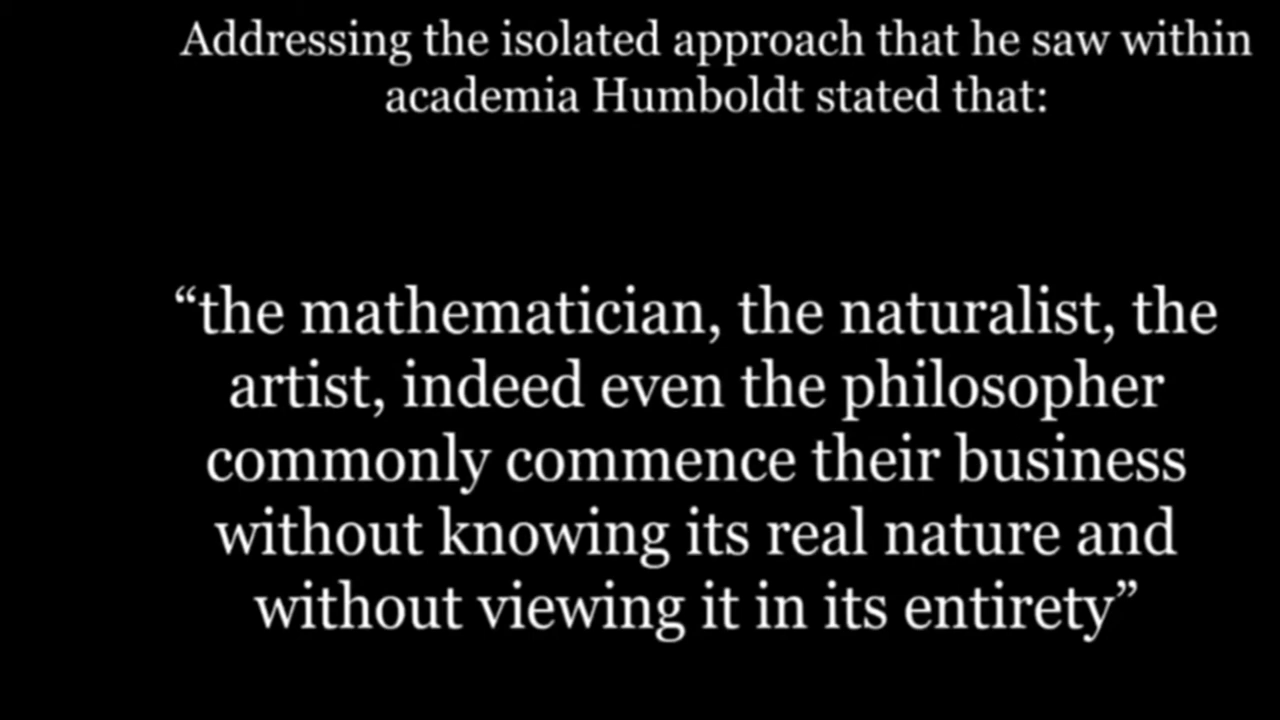 Addressing the isolated approach that he saw within
academia Humboldt stated that:
“the mathematician, the naturalist, the
artist, indeed even the philosopher
commonly commence their business
without knowing its real nature and
without viewing it in its entirety”